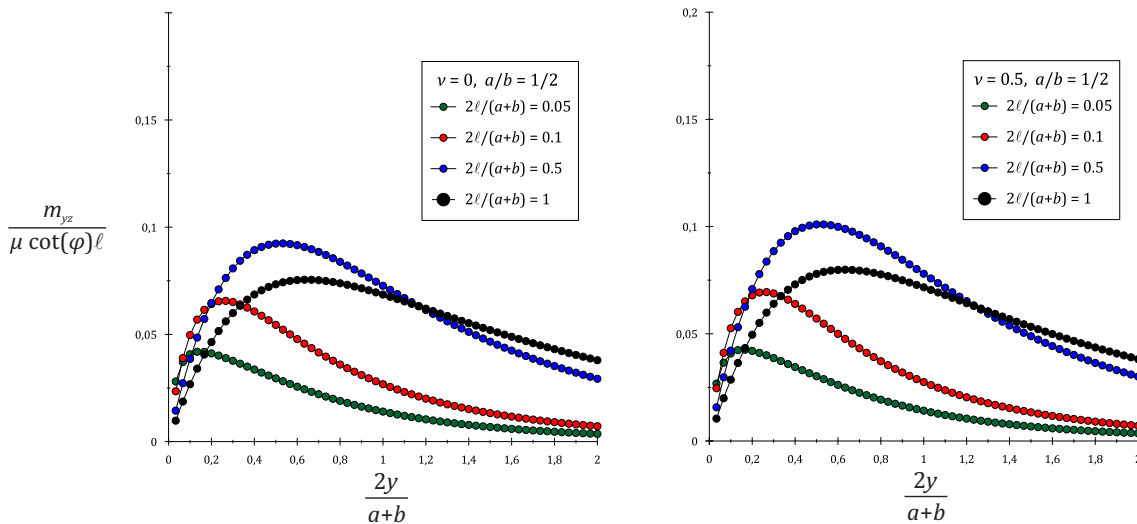 m_yz
μ cot(φ)ℓ
0,15
0,1
0,05
0
0 0,2 0,4 0,6 0,8 1 1,2 1,4 1,6 1,8 2
2y
a+b
ν = 0, a/b = 1/2
2ℓ/(a+b) = 0.05
2ℓ/(a+b) = 0.1
2ℓ/(a+b) = 0.5
2ℓ/(a+b) = 1
0,2
0,15
0,1
0,05
0
0 0,2 0,4 0,6 0,8 1 1,2 1,4 1,6 1,8 2
2y
a+b
ν = 0.5, a/b = 1/2
2ℓ/(a+b) = 0.05
2ℓ/(a+b) = 0.1
2ℓ/(a+b) = 0.5
2ℓ/(a+b) = 1